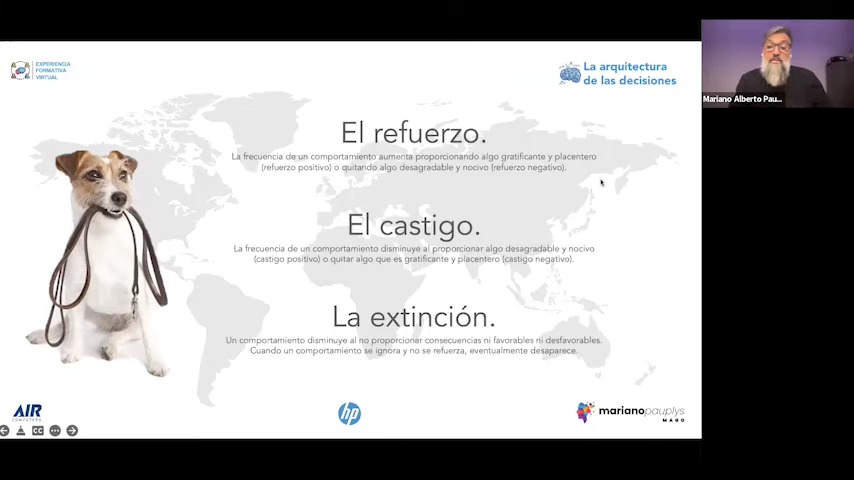 EXPERIENCIA
FORMATIVA
VIRTUAL
La arquitectura
de las decisiones
Mariano Alberto Pau...
El refuerzo.
La frecuencia de un comportamiento aumenta proporcionando algo gratificante y placentero
(refuerzo positivo) o quitando algo desagradable y nocivo (refuerzo negativo).
El castigo.
La frecuencia de un comportamiento disminuye al proporcionar algo desagradable y nocivo
(castigo positivo) o quitar algo que es gratificante y placentero (castigo negativo).
La extinción.
Un comportamiento disminuye al no proporcionar consecuencias ni favorables ni desfavorables.
Cuando un comportamiento se ignora y no se refuerza, eventualmente desaparece.
AIR
COMPUTERS
hp
marianopauplys
MAGO
CC